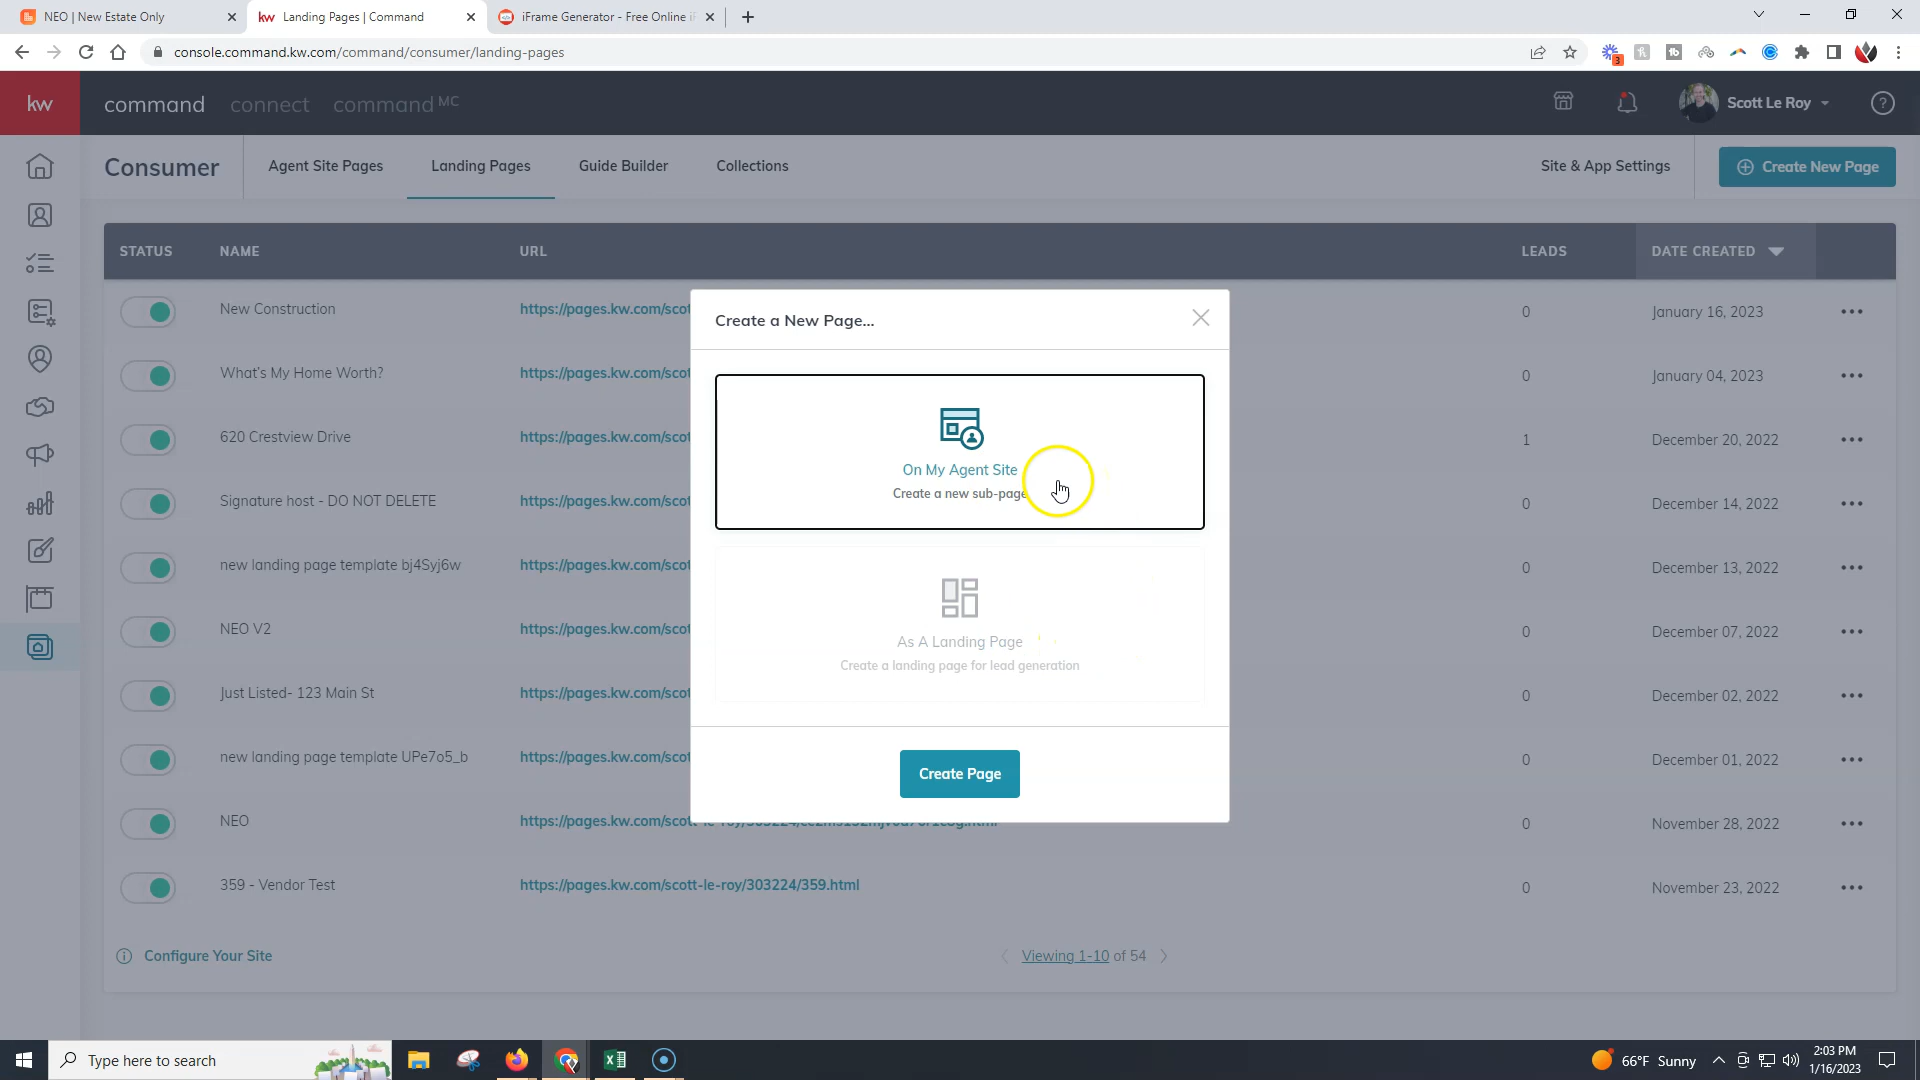 NEO | New Estate Only
kw Landing Pages | Command
iFrame Generator - Free Online
console.command.kw.com/command/consumer/landing-pages
3
kw command connect command MC
Scott Le Roy
Consumer Agent Site Pages Landing Pages Guide Builder Collections Site & App Settings Create New Page
STATUS NAME URL LEADS DATE CREATED
New Construction https://pages.kw.com/scot 0 January 16, 2023
What's My Home Worth? https://pages.kw.com/scot 0 January 04, 2023
620 Crestview Drive https://pages.kw.com/scot 1 December 20, 2022
Signature host - DO NOT DELETE https://pages.kw.com/scot 0 December 14, 2022
new landing page template bj4Syj6w https://pages.kw.com/scot 0 December 13, 2022
NEO V2 https://pages.kw.com/scot 0 December 07, 2022
Just Listed- 123 Main St https://pages.kw.com/scot 0 December 02, 2022
new landing page template UPe7o5_b https://pages.kw.com/scot 0 December 01, 2022
NEO 0 November 28, 2022
359 - Vendor Test https://pages.kw.com/scott-le-roy/303224/359.html 0 November 23, 2022
Create a New Page...
On My Agent Site
Create a new sub-page
As A Landing Page
Create a landing page for lead generation
Create Page
Configure Your Site
Viewing 1-10 of 54
Type here to search
66°F Sunny
2:03 PM
1/16/2023